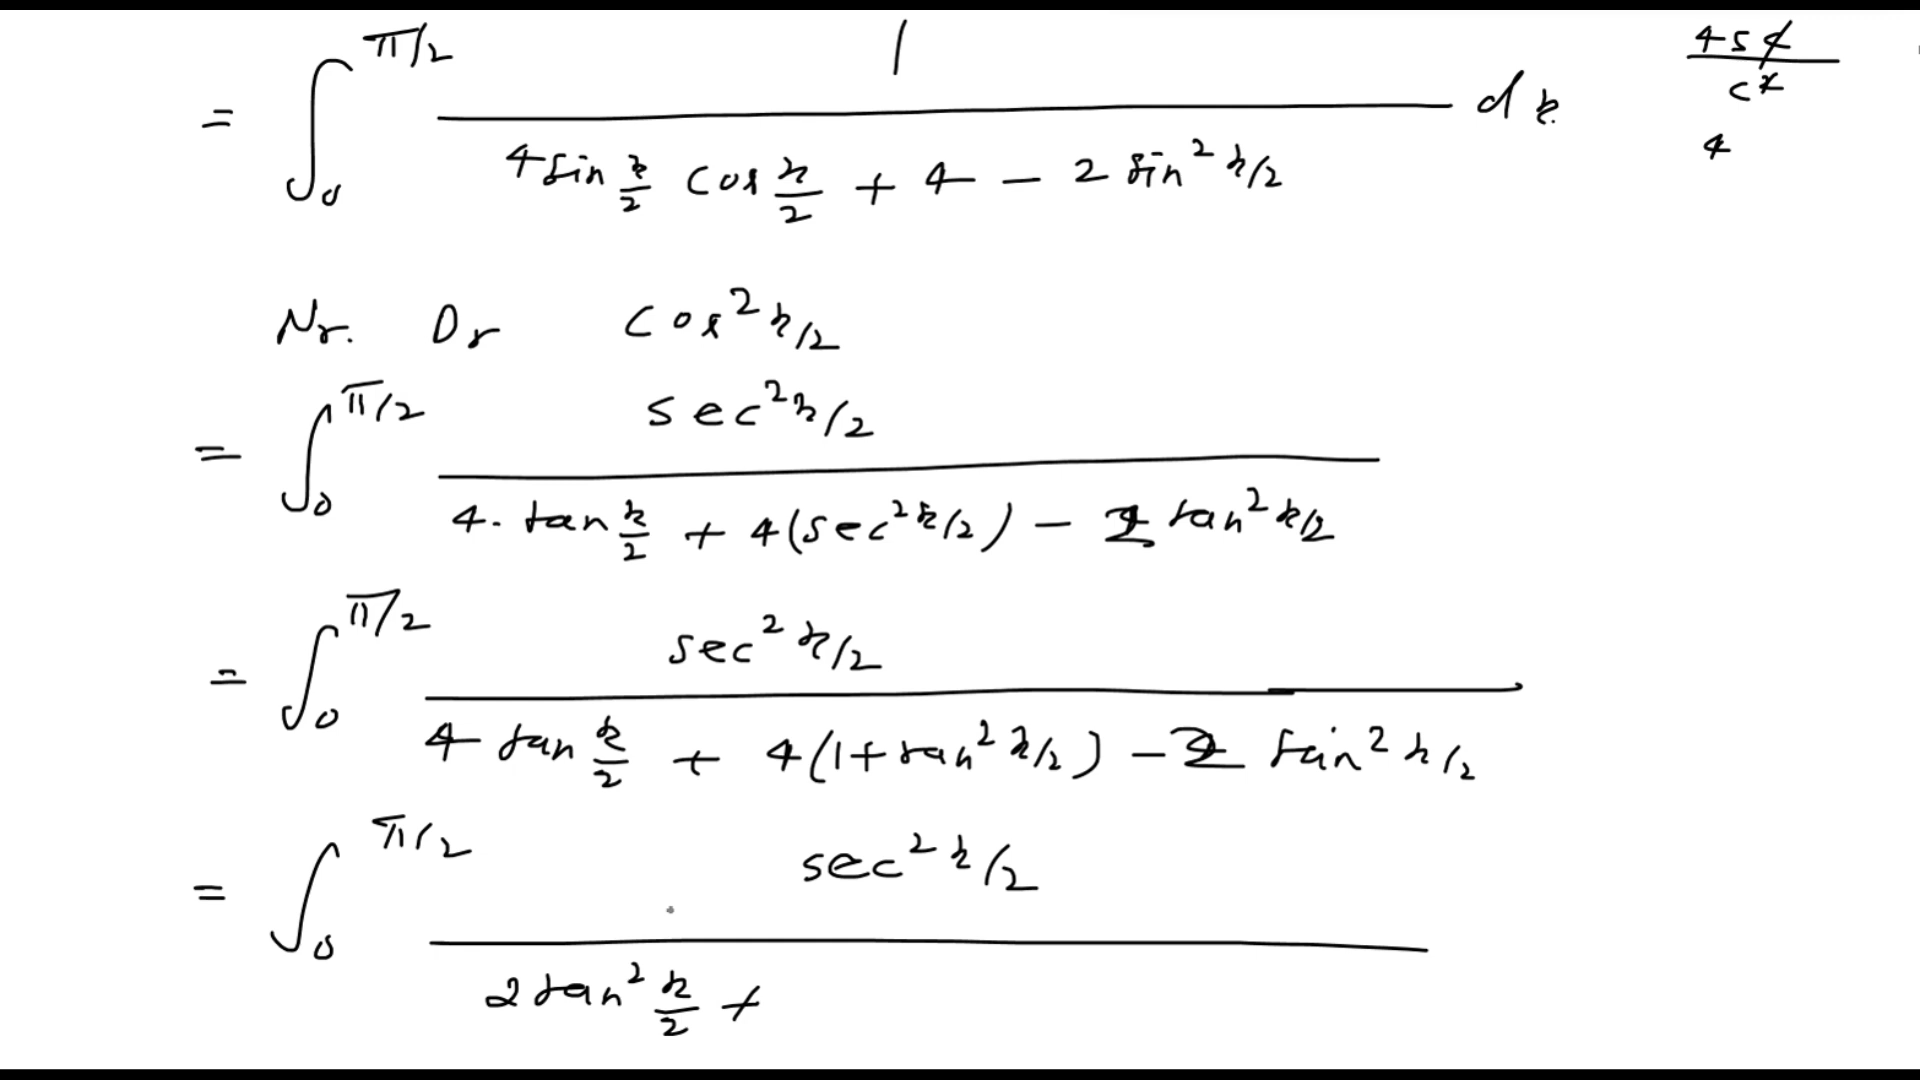 = ∫₀^π/2 1 / (4 sin x/2 cos x/2 + 4 - 2 sin² x/2) dx
4 s c / c²
4
Nr. Dr cos² x/2
= ∫₀^π/2 sec² x/2 / (4. tan x/2 + 4(sec² x/2) - 2 tan² x/2)
= ∫₀^π/2 sec² x/2 / (4 tan x/2 + 4(1+tan² x/2) - 2 tan² x/2)
= ∫₀^π/2 sec² x/2 / (2 tan² x/2 +